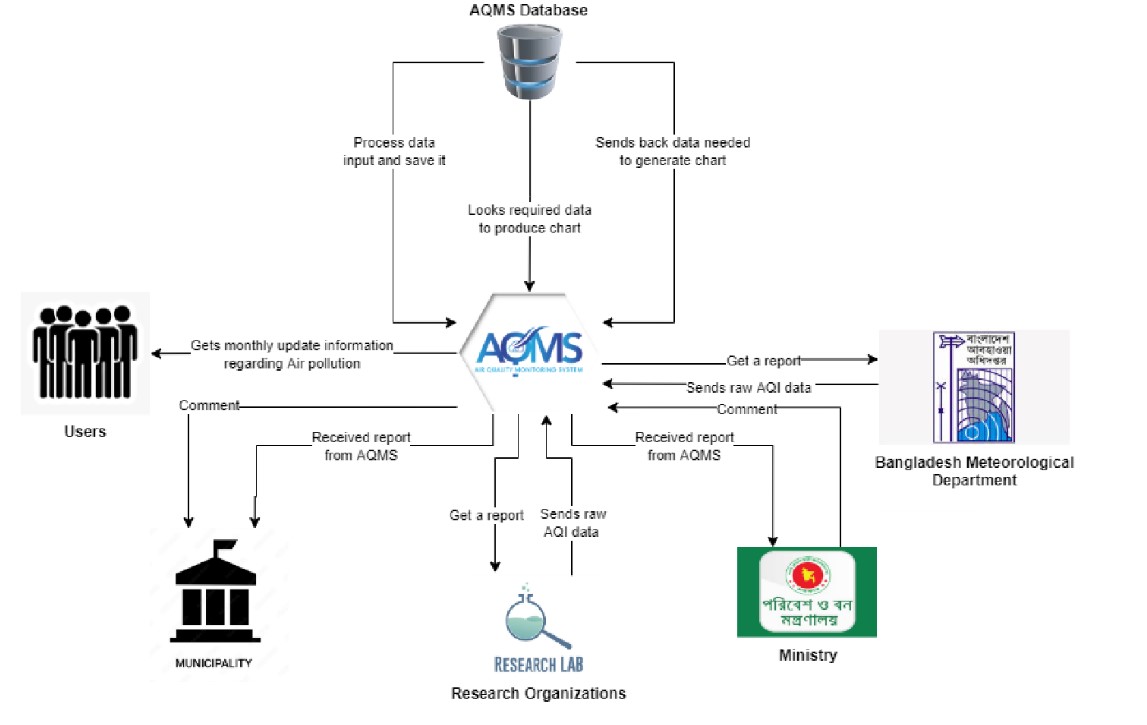 AQMS Database
Process data
input and save it
Sends back data needed
to generate chart
Looks required data
to produce chart
AQMS
AIR QUALITY MONITORING SYSTEM
Gets monthly update information
regarding Air pollution
Users
Get a report
Sends raw AQI data
Comment
বাংলাদেশ
আবহাওয়া
অধিদপ্তর
Bangladesh Meteorological
Department
Comment
Received report
from AQMS
Received report
from AQMS
Get a report
Sends raw
AQI data
MUNICIPALITY
RESEARCH LAB
Research Organizations
পরিবেশ ও বন
মন্ত্রণালয়
Ministry